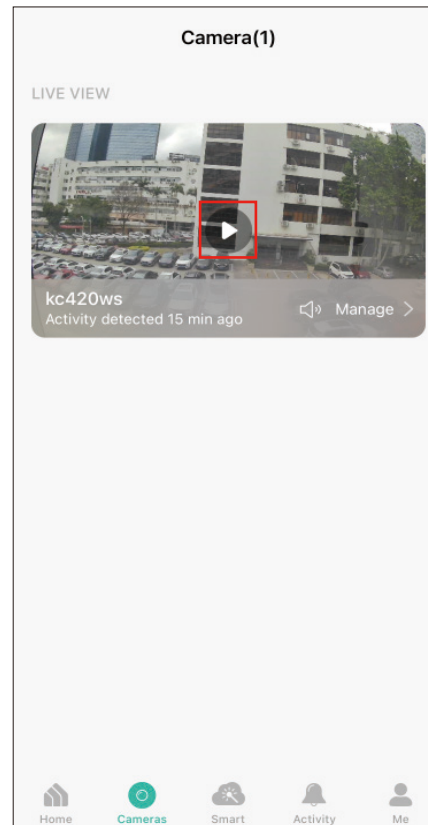 Camera(1)
LIVE VIEW
kc420ws
Activity detected 15 min ago
Manage
Home Cameras Smart Activity Me